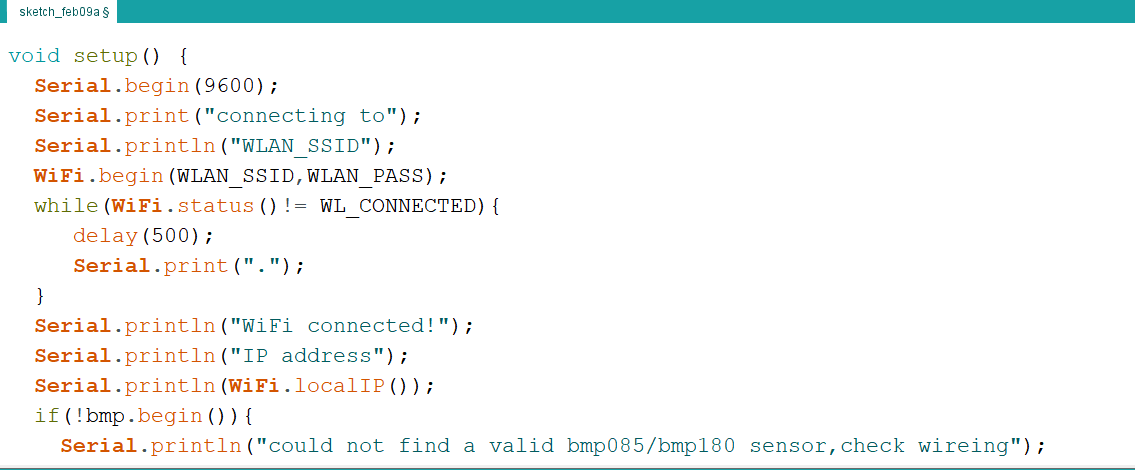 sketch_feb09a §
void setup() {
Serial.begin(9600);
Serial.print("connecting to");
Serial.println("WLAN_SSID");
WiFi.begin(WLAN_SSID,WLAN_PASS);
while(WiFi.status()!= WL_CONNECTED){
delay(500);
Serial.print(".");
}
Serial.println("WiFi connected!");
Serial.println("IP address");
Serial.println(WiFi.localIP());
if(!bmp.begin()){
Serial.println("could not find a valid bmp085/bmp180 sensor,check wireing");